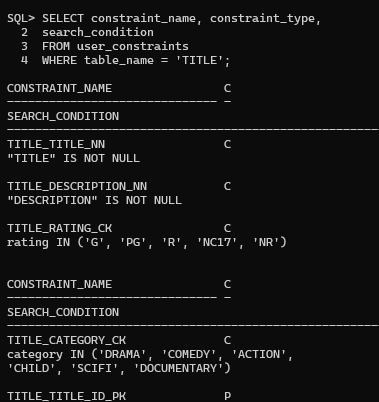 SQL> SELECT constraint_name, constraint_type,
  2  search_condition
  3  FROM user_constraints
  4  WHERE table_name = 'TITLE';
CONSTRAINT_NAME                C
------------------------------ -
SEARCH_CONDITION
--------------------------------------------------------------------------------
TITLE_TITLE_NN                 C
"TITLE" IS NOT NULL
TITLE_DESCRIPTION_NN           C
"DESCRIPTION" IS NOT NULL
TITLE_RATING_CK                C
rating IN ('G', 'PG', 'R', 'NC17', 'NR')
CONSTRAINT_NAME                C
------------------------------ -
SEARCH_CONDITION
--------------------------------------------------------------------------------
TITLE_CATEGORY_CK              C
category IN ('DRAMA', 'COMEDY', 'ACTION',
'CHILD', 'SCIFI', 'DOCUMENTARY')
TITLE_TITLE_ID_PK              P